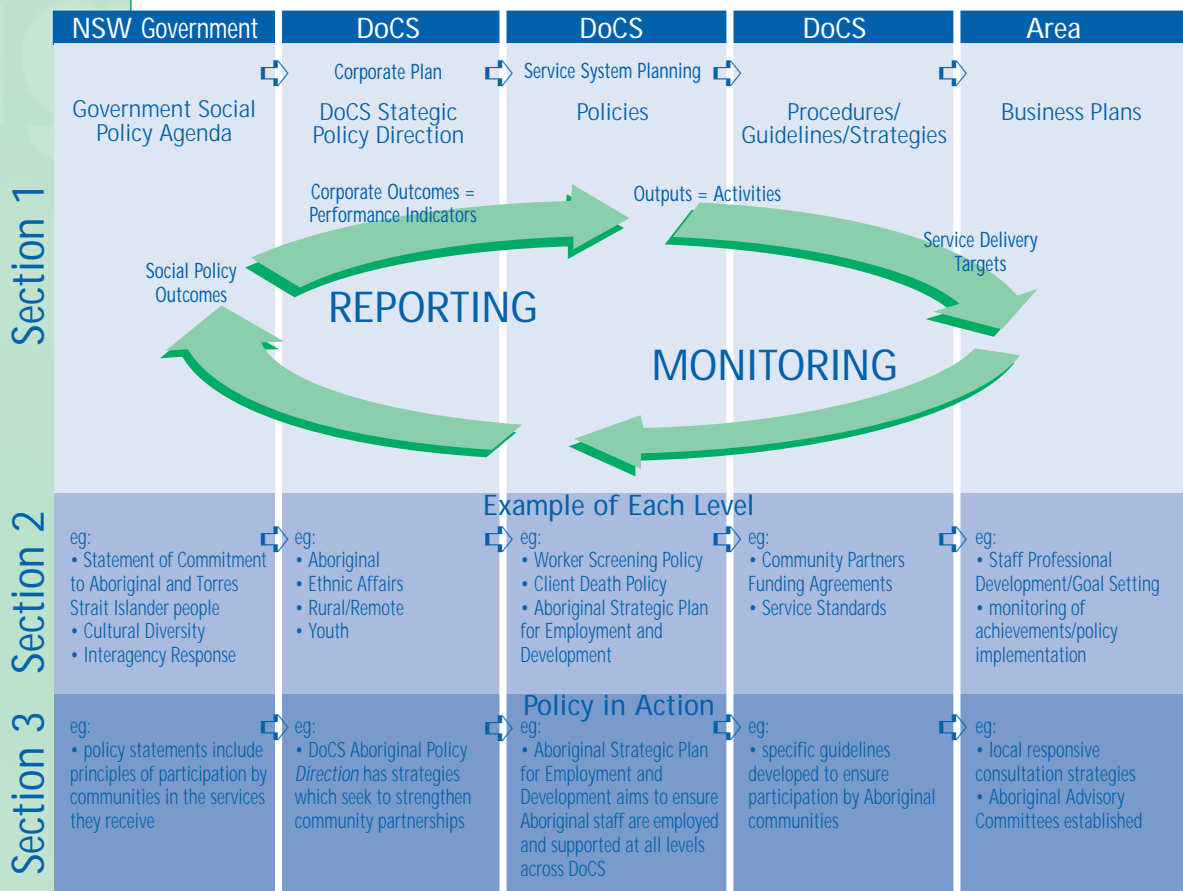 NSW Government
DoCS
DoCS
DoCS
Area
Corporate Plan
Service System Planning
Government Social
Policy Agenda
DoCS Stategic
Policy Direction
Policies
Procedures/
Guidelines/Strategies
Business Plans
Section 1
Corporate Outcomes =
Performance Indicators
Outputs = Activities
Service Delivery
Targets
Social Policy
Outcomes
REPORTING
MONITORING
Section 2
Example of Each Level
eg:
• Statement of Commitment
to Aboriginal and Torres
Strait Islander people
• Cultural Diversity
• Interagency Response
eg:
• Aboriginal
• Ethnic Affairs
• Rural/Remote
• Youth
eg:
• Worker Screening Policy
• Client Death Policy
• Aboriginal Strategic Plan
for Employment and
Development
eg:
• Community Partners
Funding Agreements
• Service Standards
eg:
• Staff Professional
Development/Goal Setting
• monitoring of
achievements/policy
implementation
Section 3
Policy in Action
eg:
• policy statements include
principles of participation by
communities in the services
they receive
eg:
• DoCS Aboriginal Policy
Direction has strategies
which seek to strengthen
community partnerships
eg:
• Aboriginal Strategic Plan
for Employment and
Development aims to ensure
Aboriginal staff are employed
and supported at all levels
across DoCS
eg:
• specific guidelines
developed to ensure
participation by Aboriginal
communities
eg:
• local responsive
consultation strategies
• Aboriginal Advisory
Committees established